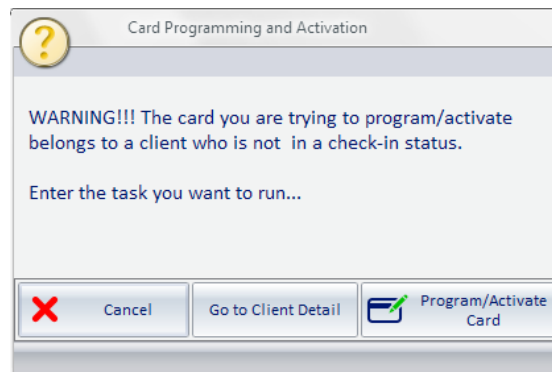 Card Programming and Activation
WARNING!!! The card you are trying to program/activate
belongs to a client who is not in a check-in status.
Enter the task you want to run...
Cancel
Go to Client Detail
Program/Activate
Card